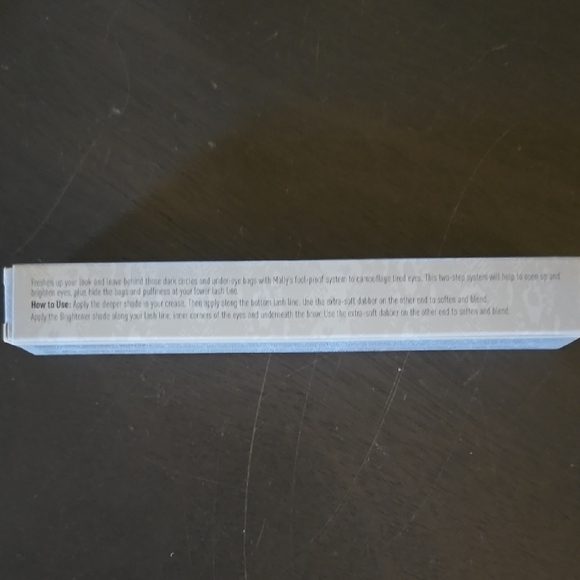 Freshen up your look and leave behind those dark circles and under-eye bags with Mally's fool-proof system to camouflage tired eyes. This two-step system will help to open up and
brighten eyes, plus hide the bags and puffiness at your lower lash line.
How to Use: Apply the deeper shade in your crease. Then apply along the bottom lash line. Use the extra-soft dabber on the other end to soften and blend.
Apply the Brightener shade along your lash line, inner corners of the eyes and underneath the brow. Use the extra-soft dabber on the other end to soften and blend.